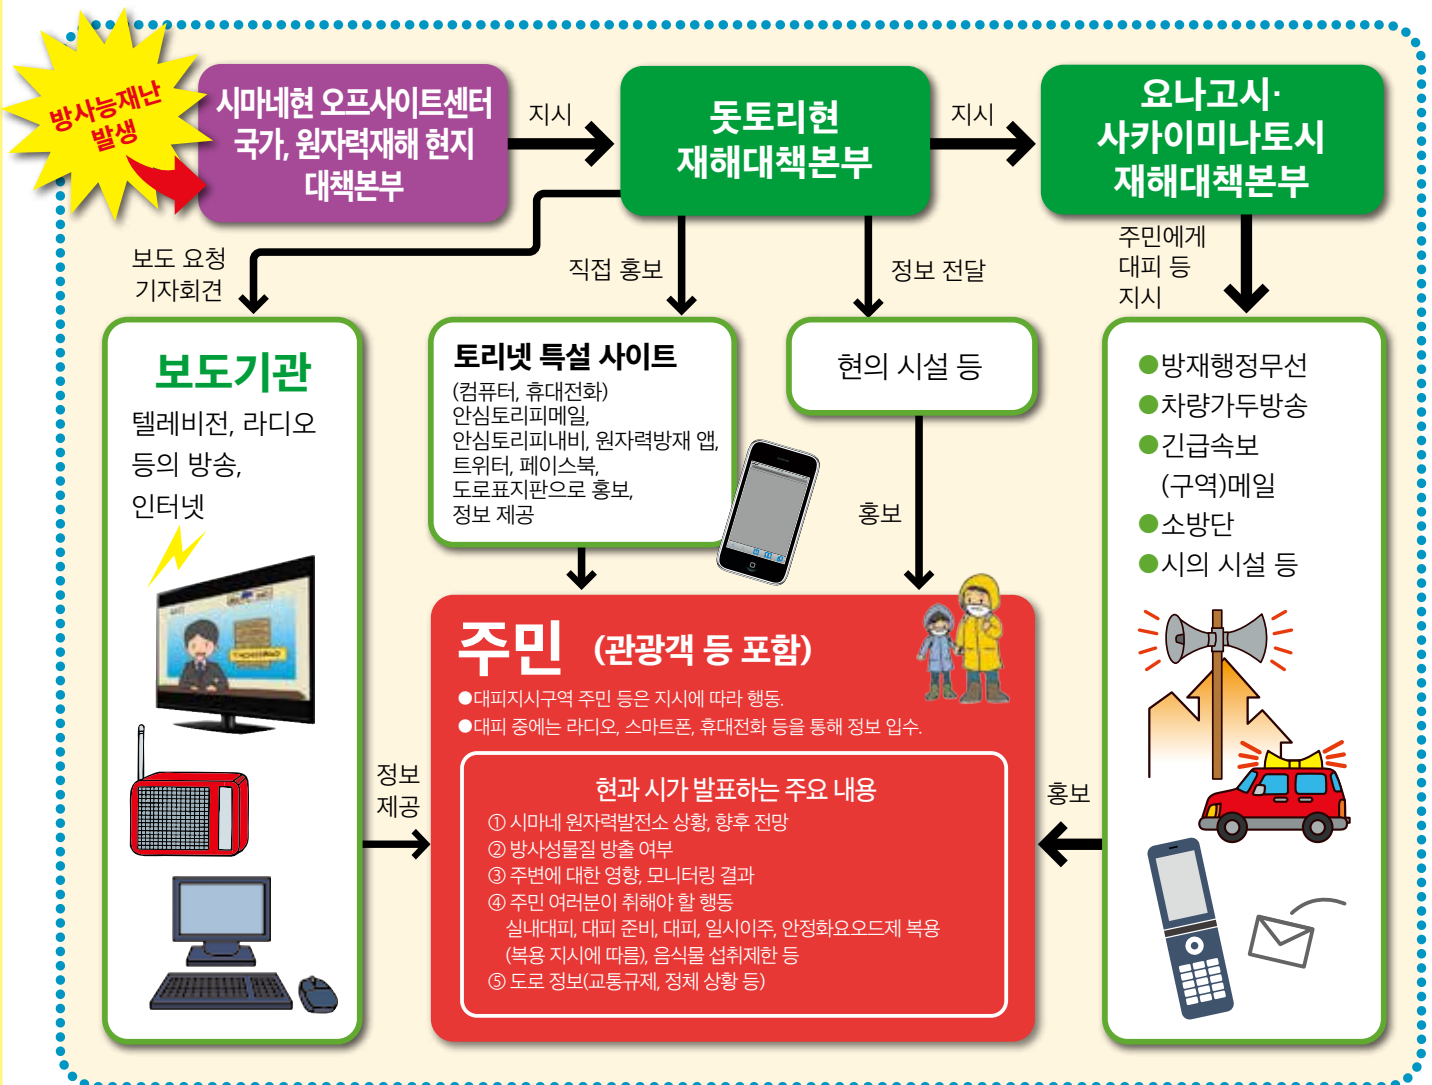 방사능재난
발생
시마네현 오프사이트센터
국가, 원자력재해 현지
대책본부
지시
돗토리현
재해대책본부
지시
요나고시·
사카이미나토시
재해대책본부
보도 요청
기자회견
직접 홍보
정보 전달
주민에게
대피 등
지시
보도기관
텔레비전, 라디오
등의 방송,
인터넷
토리넷 특설 사이트
(컴퓨터, 휴대전화)
안심토리피메일,
안심토리피내비, 원자력방재 앱,
트위터, 페이스북,
도로표지판으로 홍보,
정보 제공
현의 시설 등
홍보
●방재행정무선
●차량가두방송
●긴급속보
(구역)메일
●소방단
●시의 시설 등
정보
제공
주민 (관광객 등 포함)
●대피지시구역 주민 등은 지시에 따라 행동.
●대피 중에는 라디오, 스마트폰, 휴대전화 등을 통해 정보 입수.
현과 시가 발표하는 주요 내용
① 시마네 원자력발전소 상황, 향후 전망
② 방사성물질 방출 여부
③ 주변에 대한 영향, 모니터링 결과
④ 주민 여러분이 취해야 할 행동
실내대피, 대피 준비, 대피, 일시이주, 안정화요오드제 복용
(복용 지시에 따름), 음식물 섭취제한 등
⑤ 도로 정보(교통규제, 정체 상황 등)
홍보